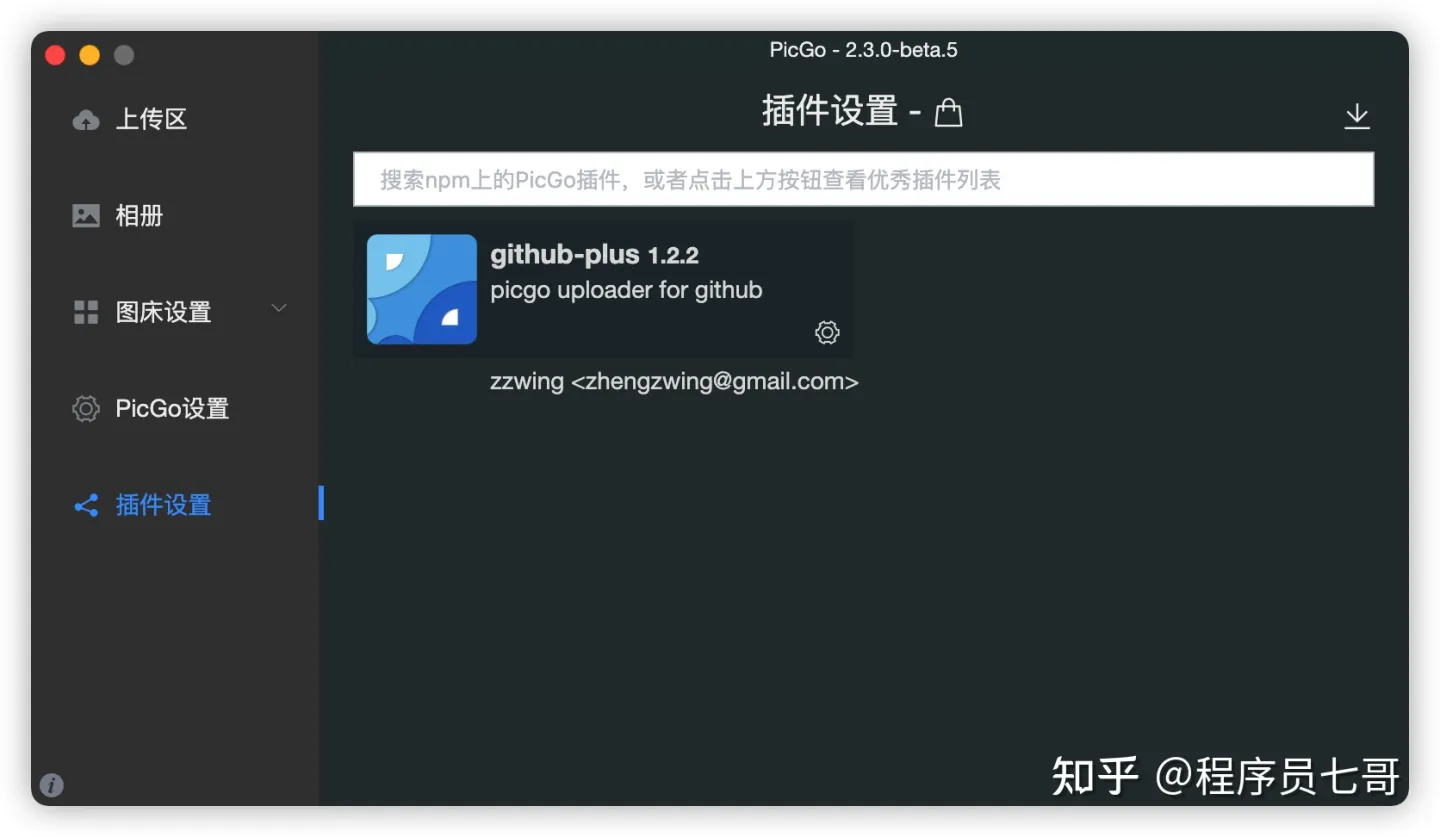 PicGo - 2.3.0-beta.5
上传区
相册
图床设置
PicGo设置
插件设置
插件设置 -
搜索npm上的PicGo插件，或者点击上方按钮查看优秀插件列表
github-plus 1.2.2
picgo uploader for github
zzwing <zhengzwing@gmail.com>
知乎 @程序员七哥